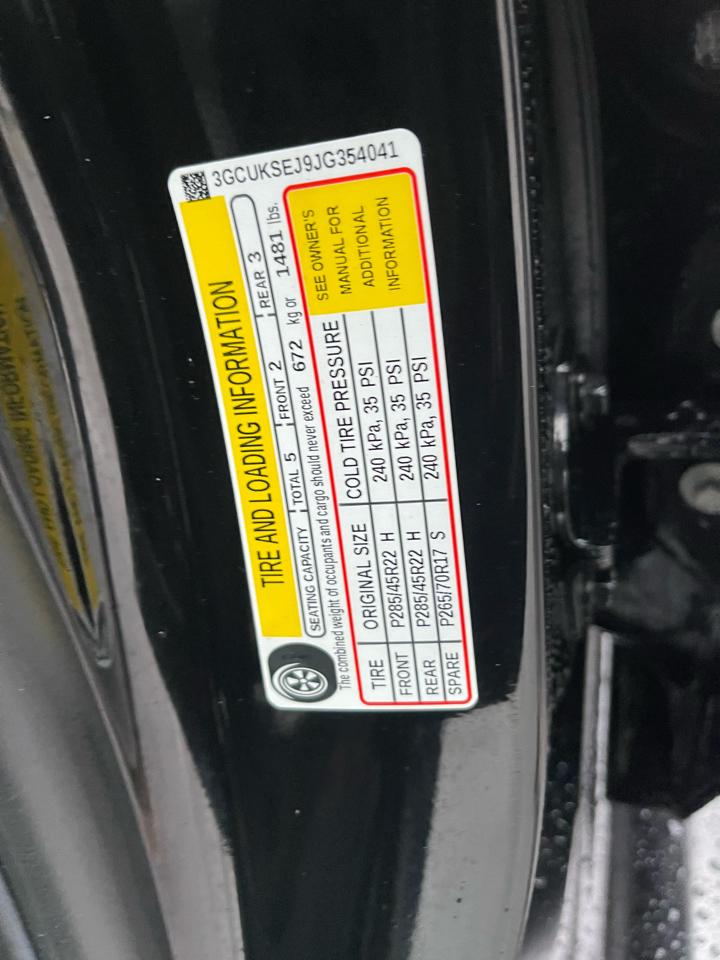 3GCUKSEJ9JG354041
TIRE AND LOADING INFORMATION
SEATING CAPACITY TOTAL 5 FRONT 2 REAR 3
The combined weight of occupants and cargo should never exceed 672 kg or 1481 lbs.
TIRE ORIGINAL SIZE COLD TIRE PRESSURE
FRONT P285/45R22 H 240 kPa, 35 PSI
REAR P285/45R22 H 240 kPa, 35 PSI
SPARE P265/70R17 S 240 kPa, 35 PSI
SEE OWNER'S
MANUAL FOR
ADDITIONAL
INFORMATION